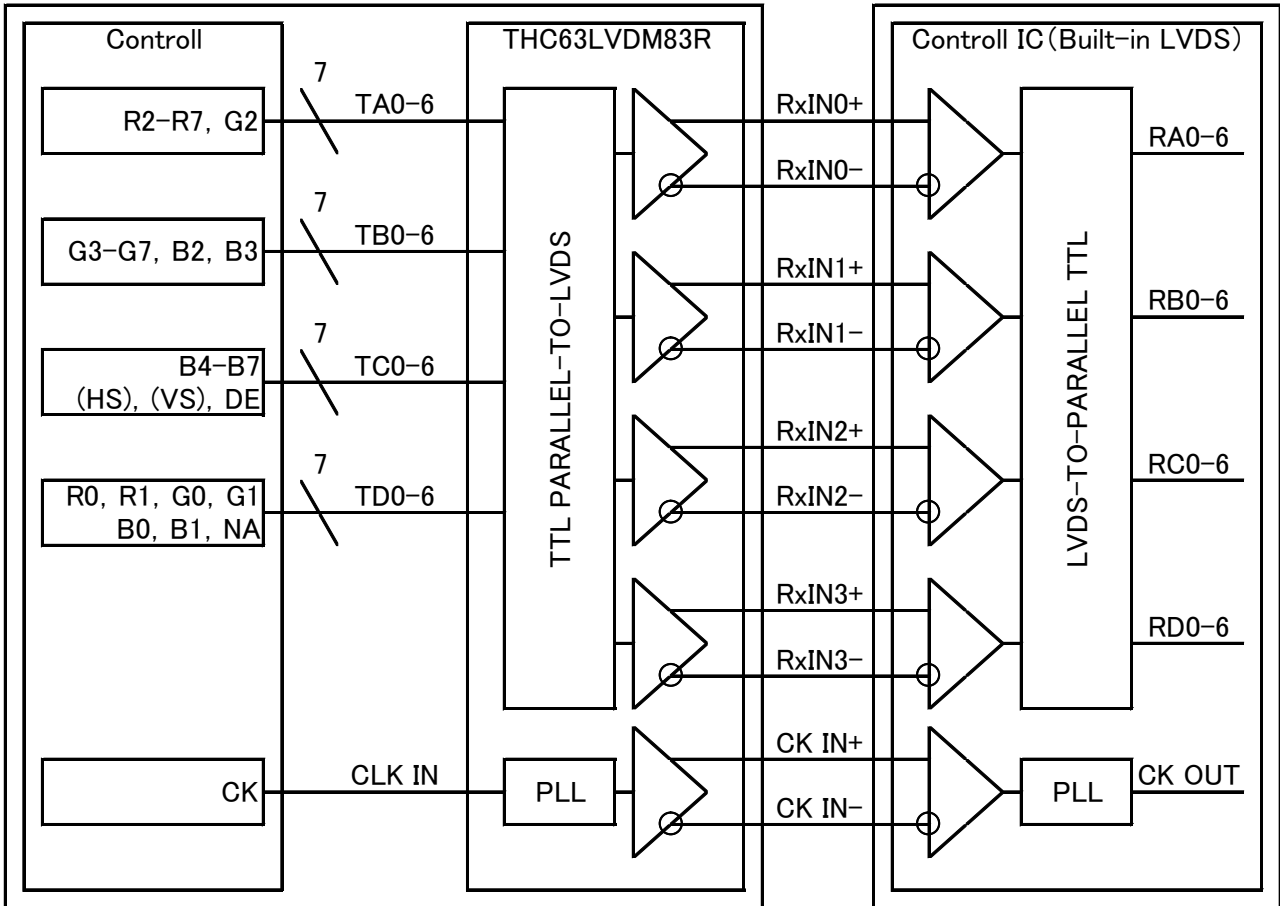 Controll
THC63LVDM83R
Controll IC(Built-in LVDS)
R2-R7, G2
7
TA0-6
G3-G7, B2, B3
7
TB0-6
B4-B7
(HS), (VS), DE
7
TC0-6
R0, R1, G0, G1
B0, B1, NA
7
TD0-6
CK
CLK IN
TTL PARALLEL-TO-LVDS
PLL
RxIN0+
RxIN0-
RxIN1+
RxIN1-
RxIN2+
RxIN2-
RxIN3+
RxIN3-
CK IN+
CK IN-
LVDS-TO-PARALLEL TTL
PLL
RA0-6
RB0-6
RC0-6
RD0-6
CK OUT